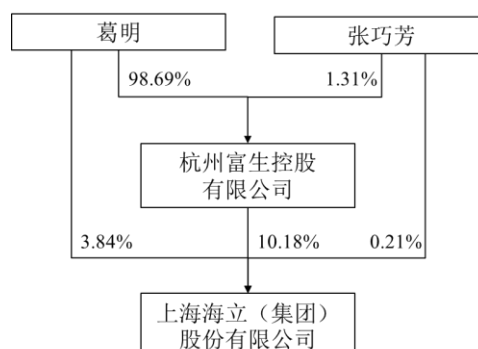 葛明
张巧芳
98.69%
1.31%
杭州富生控股
有限公司
3.84%
10.18%
0.21%
上海海立（集团）
股份有限公司